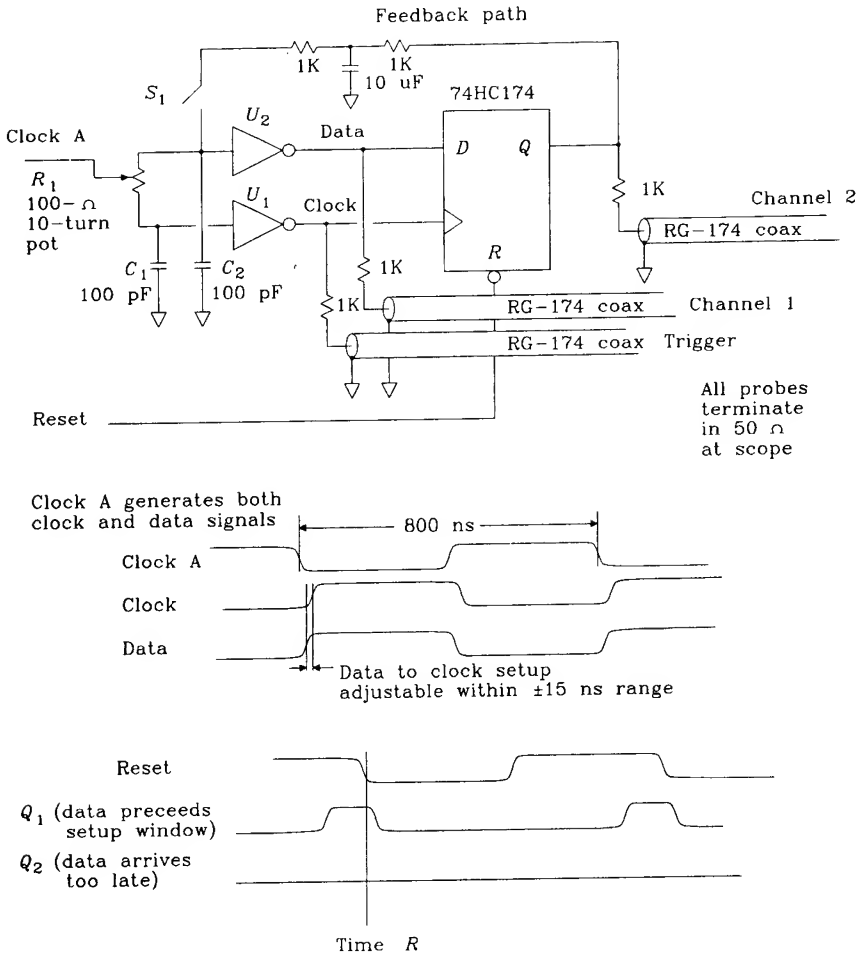 Feedback path
1K
1K
10 uF
S1
74HC174
U2
Clock A
Data
D
Q
R1
100-Ω
10-turn
pot
U1
Clock
1K
Channel 2
RG-174 coax
R
C1
100 pF
C2
100 pF
1K
1K
RG-174 coax
Channel 1
RG-174 coax
Trigger
Reset
All probes
terminate
in 50 Ω
at scope
Clock A generates both
clock and data signals
800 ns
Clock A
Clock
Data
Data to clock setup
adjustable within ±15 ns range
Reset
Q1 (data preceeds
setup window)
Q2 (data arrives
too late)
Time R